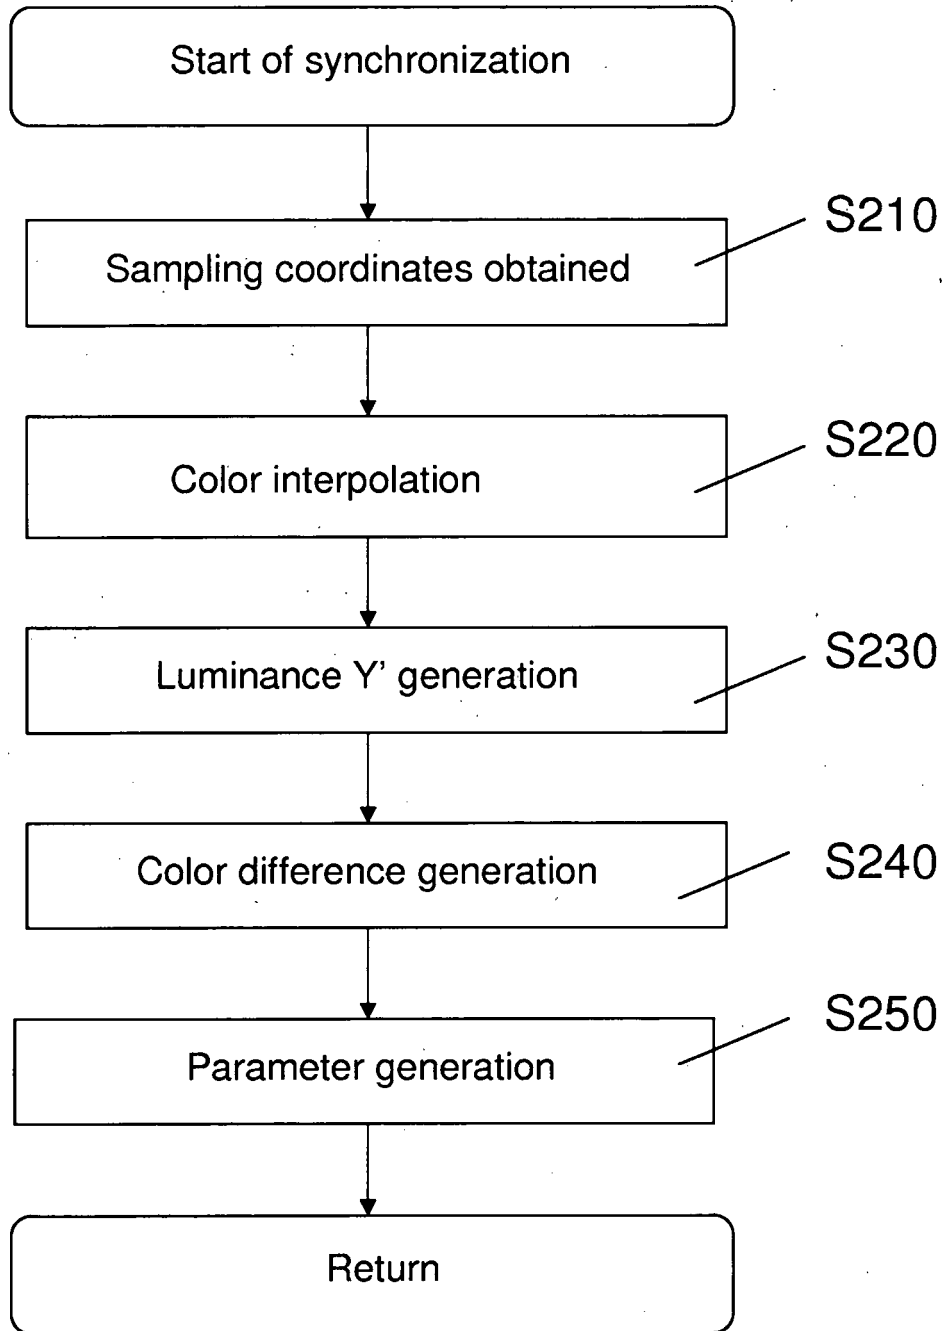 Start of synchronization
S210
Sampling coordinates obtained
S220
Color interpolation
S230
Luminance Y' generation
S240
Color difference generation
S250
Parameter generation
Return